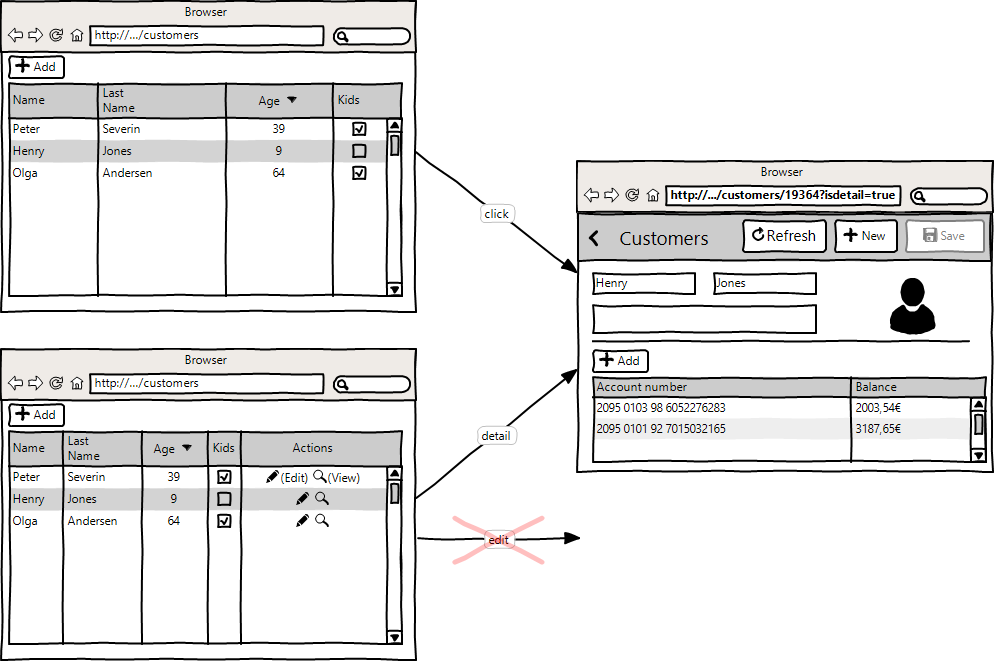 Browser
http://.../customers
Add
Name Last Name Age Kids
Peter Severin 39
Henry Jones 9
Olga Andersen 64
click
Browser
http://.../customers/19364?isdetail=true
Customers Refresh New Save
Henry Jones
Add
Account number Balance
2095 0103 98 6052276283 2003,54€
2095 0101 92 7015032165 3187,65€
Browser
http://.../customers
Add
Name Last Name Age Kids Actions
Peter Severin 39 (Edit) (View)
Henry Jones 9
Olga Andersen 64
detail
edit